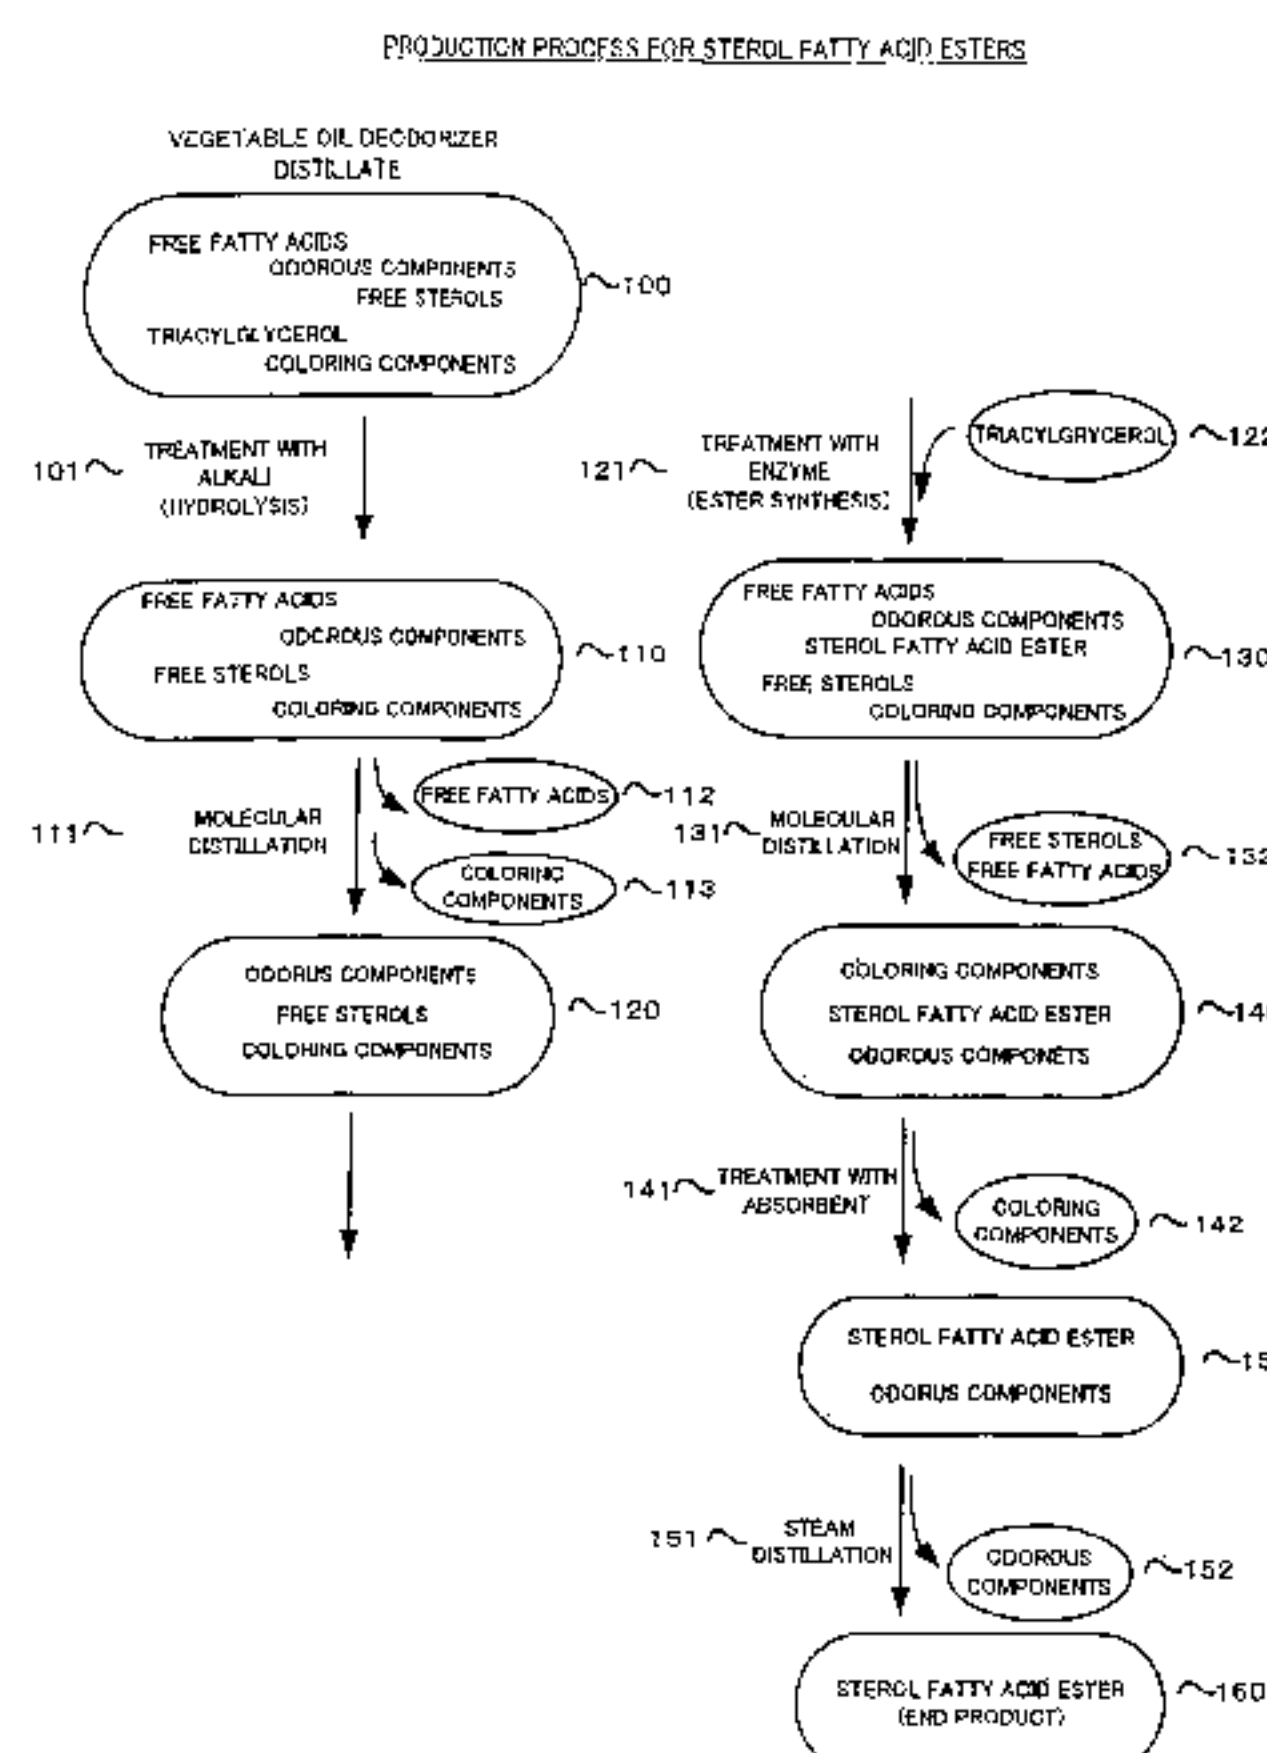 PRODUCTION PROCESS FOR STEROL FATTY ACID ESTERS
VEGETABLE OIL DEODORIZER
DISTILLATE
FREE FATTY ACIDS
ODOROUS COMPONENTS
FREE STEROLS
TRIACYLGLYCEROL
COLORING COMPONENTS
100
101
TREATMENT WITH
ALKALI
(HYDROLYSIS)
FREE FATTY ACIDS
ODOROUS COMPONENTS
FREE STEROLS
COLORING COMPONENTS
110
111
MOLECULAR
DISTILLATION
FREE FATTY ACIDS
112
COLORING
COMPONENTS
113
ODORUS COMPONENTS
FREE STEROLS
COLORING COMPONENTS
120
121
TREATMENT WITH
ENZYME
(ESTER SYNTHESIS)
TRIACYLGRYCEROL
122
FREE FATTY ACIDS
ODOROUS COMPONENTS
STEROL FATTY ACID ESTER
FREE STEROLS
COLORING COMPONENTS
130
131
MOLECULAR
DISTILLATION
FREE STEROLS
FREE FATTY ACIDS
132
COLORING COMPONENTS
STEROL FATTY ACID ESTER
ODOROUS COMPONETS
14
141
TREATMENT WITH
ABSORBENT
COLORING
COMPONENTS
142
STEROL FATTY ACID ESTER
ODORUS COMPONENTS
15
151
STEAM
DISTILLATION
ODOROUS
COMPONENTS
152
STEROL FATTY ACID ESTER
(END PRODUCT)
160